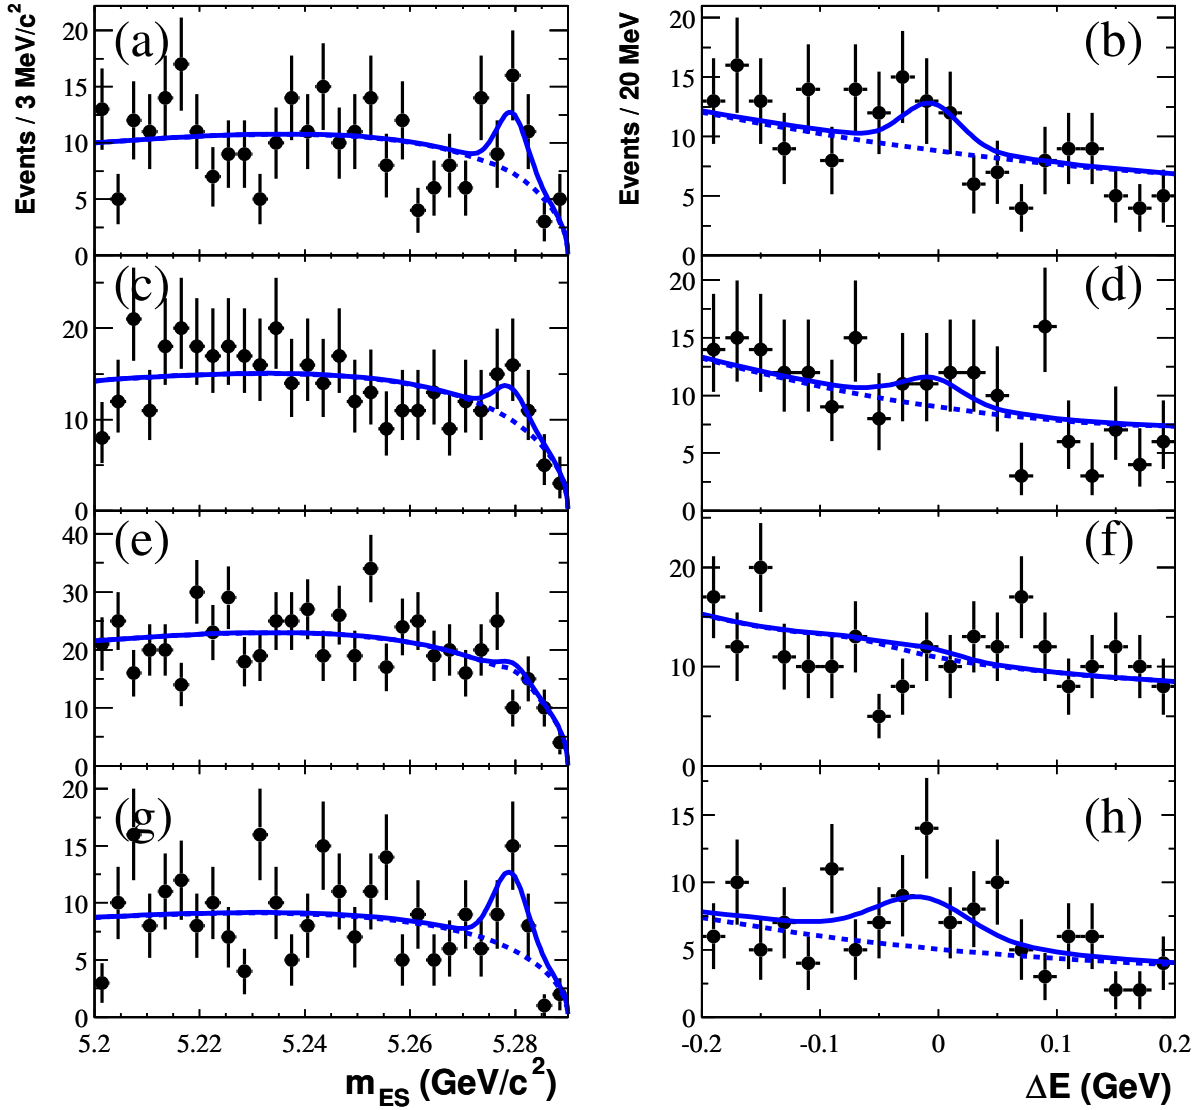 Events / 3 MeV/c²
20
15
10
5
0
(a)
Events / 20 MeV
20
15
10
5
0
(b)
20
10
0
(c)
20
15
10
5
0
(d)
40
30
20
10
0
(e)
20
10
0
(f)
20
15
10
5
0
(g)
15
10
5
0
(h)
5.2 5.22 5.24 5.26 5.28
-0.2 -0.1 0 0.1 0.2
m_ES (GeV/c²)
ΔE (GeV)